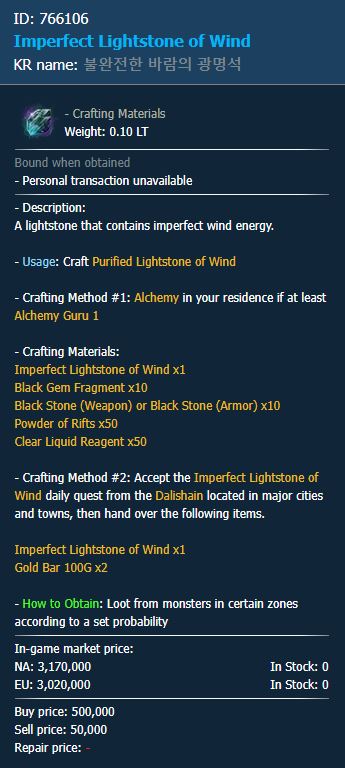 ID: 766106
Imperfect Lightstone of Wind
KR name: 불완전한 바람의 광명석
- Crafting Materials
Weight: 0.10 LT
Bound when obtained
- Personal transaction unavailable
- Description:
A lightstone that contains imperfect wind energy.
- Usage: Craft Purified Lightstone of Wind
- Crafting Method #1: Alchemy in your residence if at least
Alchemy Guru 1
- Crafting Materials:
Imperfect Lightstone of Wind x1
Black Gem Fragment x10
Black Stone (Weapon) or Black Stone (Armor) x10
Powder of Rifts x50
Clear Liquid Reagent x50
- Crafting Method #2: Accept the Imperfect Lightstone of
Wind daily quest from the Dalishain located in major cities
and towns, then hand over the following items.
Imperfect Lightstone of Wind x1
Gold Bar 100G x2
- How to Obtain: Loot from monsters in certain zones
according to a set probability
In-game market price:
NA: 3,170,000 In Stock: 0
EU: 3,020,000 In Stock: 0
Buy price: 500,000
Sell price: 50,000
Repair price: -